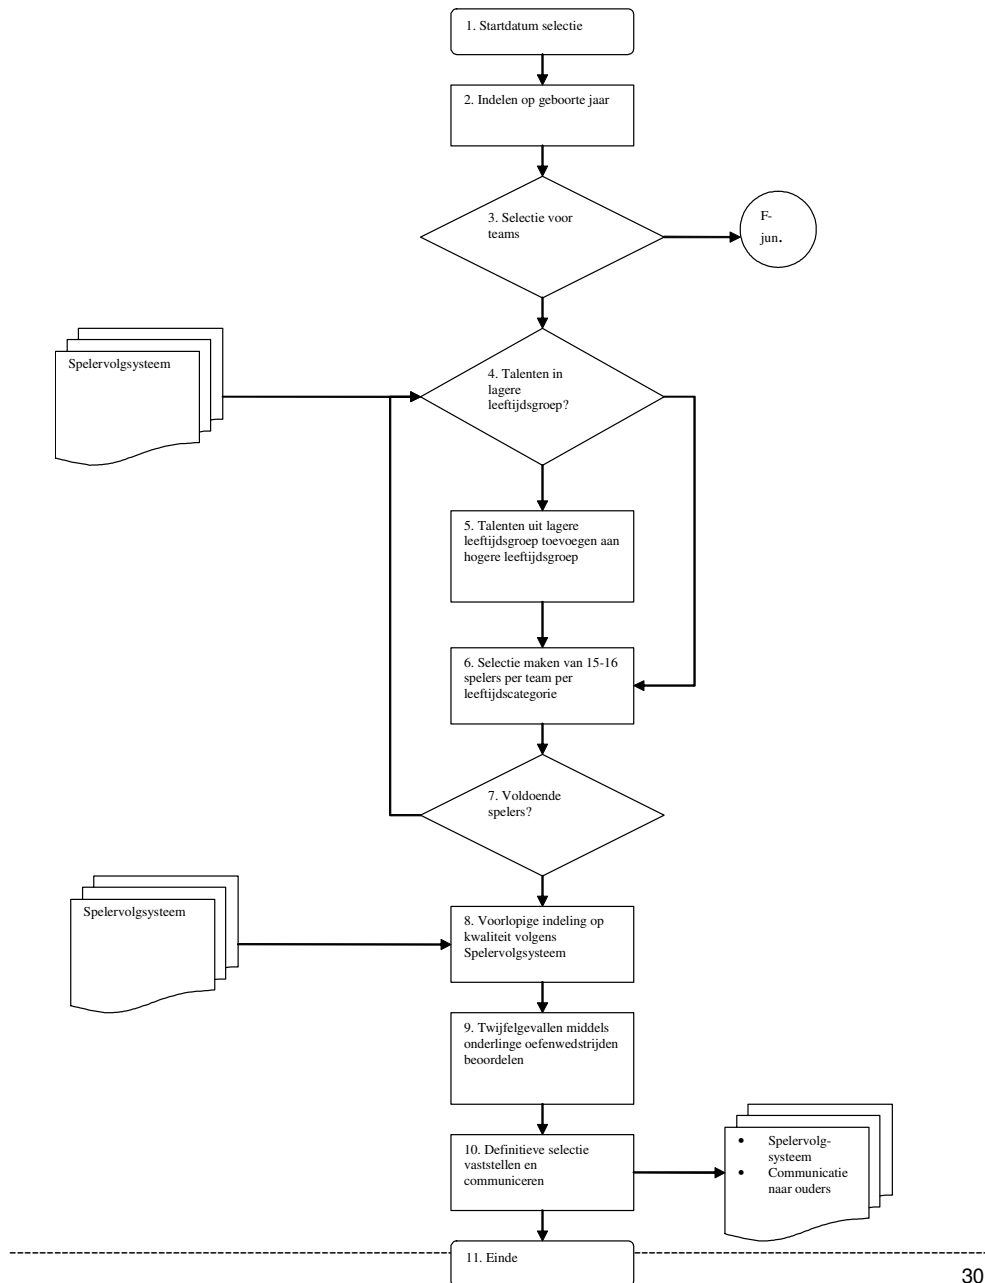 1. Startdatum selectie
2. Indelen op geboorte jaar
3. Selectie voor
teams
F-
jun.
Spelervolgsysteem
4. Talenten in
lagere
leeftijdsgroep?
5. Talenten uit lagere
leeftijdsgroep toevoegen aan
hogere leeftijdsgroep
6. Selectie maken van 15-16
spelers per team per
leeftijdscategorie
7. Voldoende
spelers?
Spelervolgsysteem
8. Voorlopige indeling op
kwaliteit volgens
Spelervolgsysteem
9. Twijfelgevallen middels
onderlinge oefenwedstrijden
beoordelen
10. Definitieve selectie
vaststellen en
communiceren
• Spelervolg-
systeem
• Communicatie
naar ouders
11. Einde
30